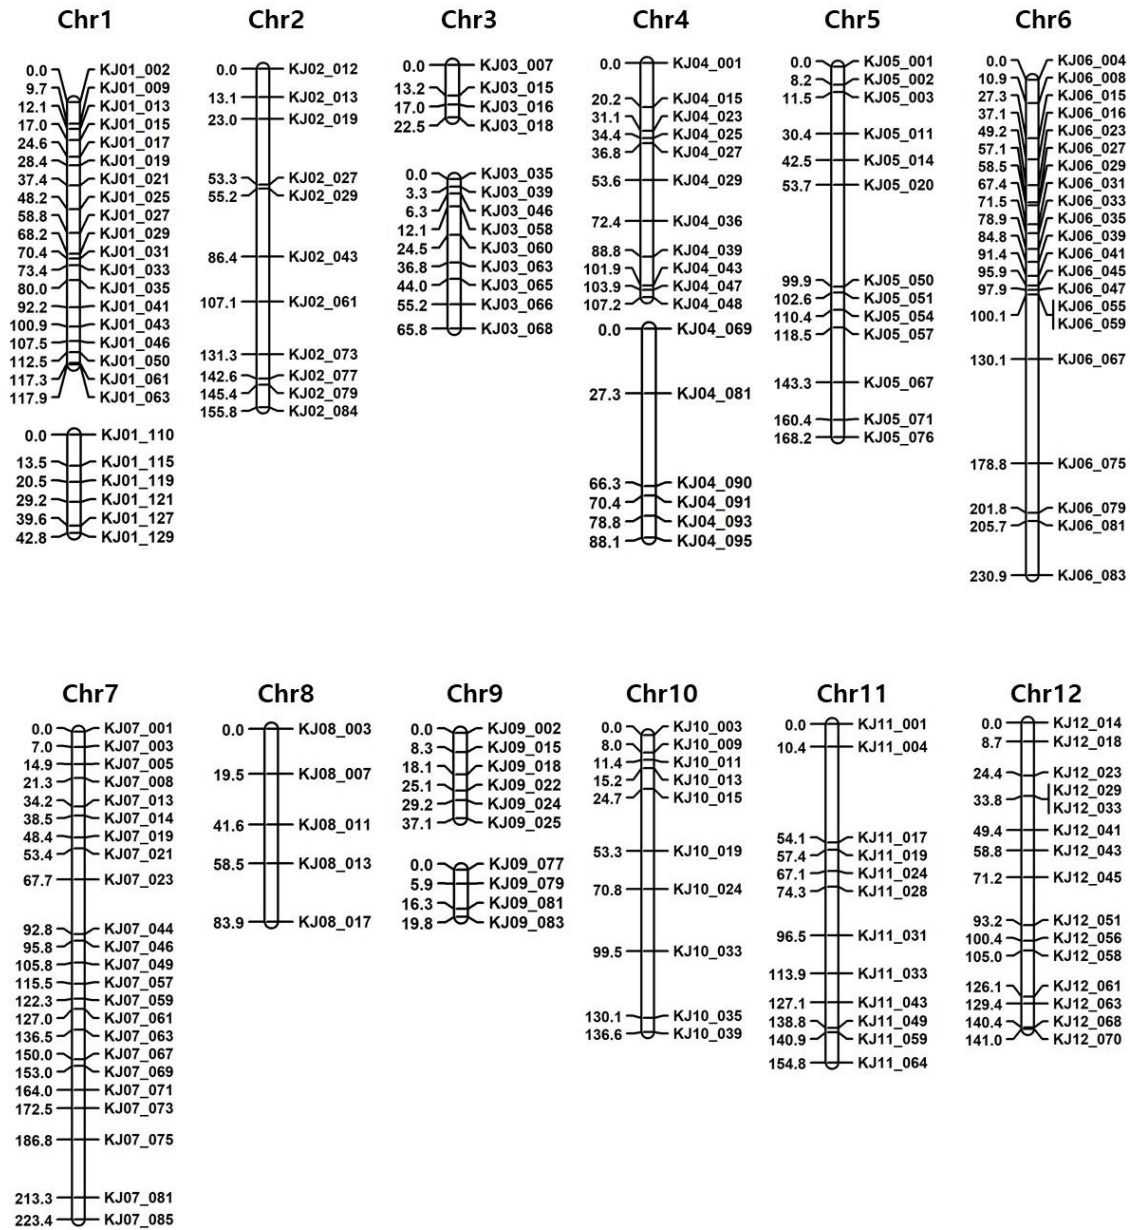 Chr1
0.0 KJ01_002
9.7 KJ01_009
12.1 KJ01_013
17.0 KJ01_015
24.6 KJ01_017
28.4 KJ01_019
37.4 KJ01_021
48.2 KJ01_025
58.8 KJ01_027
68.2 KJ01_029
70.4 KJ01_031
73.4 KJ01_033
80.0 KJ01_035
92.2 KJ01_041
100.9 KJ01_043
107.5 KJ01_046
112.5 KJ01_050
117.3 KJ01_061
117.9 KJ01_063
0.0 KJ01_110
13.5 KJ01_115
20.5 KJ01_119
29.2 KJ01_121
39.6 KJ01_127
42.8 KJ01_129
Chr2
0.0 KJ02_012
13.1 KJ02_013
23.0 KJ02_019
53.3 KJ02_027
55.2 KJ02_029
86.4 KJ02_043
107.1 KJ02_061
131.3 KJ02_073
142.6 KJ02_077
145.4 KJ02_079
155.8 KJ02_084
Chr3
0.0 KJ03_007
13.2 KJ03_015
17.0 KJ03_016
22.5 KJ03_018
0.0 KJ03_035
3.3 KJ03_039
6.3 KJ03_046
12.1 KJ03_058
24.5 KJ03_060
36.8 KJ03_063
44.0 KJ03_065
55.2 KJ03_066
65.8 KJ03_068
Chr4
0.0 KJ04_001
20.2 KJ04_015
31.1 KJ04_023
34.4 KJ04_025
36.8 KJ04_027
53.6 KJ04_029
72.4 KJ04_036
88.8 KJ04_039
101.9 KJ04_043
103.9 KJ04_047
107.2 KJ04_048
0.0 KJ04_069
27.3 KJ04_081
66.3 KJ04_090
70.4 KJ04_091
78.8 KJ04_093
88.1 KJ04_095
Chr5
0.0 KJ05_001
8.2 KJ05_002
11.5 KJ05_003
30.4 KJ05_011
42.5 KJ05_014
53.7 KJ05_020
99.9 KJ05_050
102.6 KJ05_051
110.4 KJ05_054
118.5 KJ05_057
143.3 KJ05_067
160.4 KJ05_071
168.2 KJ05_076
Chr6
0.0 KJ06_004
10.9 KJ06_008
27.3 KJ06_015
37.1 KJ06_016
49.2 KJ06_023
57.1 KJ06_027
58.5 KJ06_029
67.4 KJ06_031
71.5 KJ06_033
78.9 KJ06_035
84.8 KJ06_039
91.4 KJ06_041
95.9 KJ06_045
97.9 KJ06_047
100.1 KJ06_055
KJ06_059
130.1 KJ06_067
178.8 KJ06_075
201.8 KJ06_079
205.7 KJ06_081
230.9 KJ06_083
Chr7
0.0 KJ07_001
7.0 KJ07_003
14.9 KJ07_005
21.3 KJ07_008
34.2 KJ07_013
38.5 KJ07_014
48.4 KJ07_019
53.4 KJ07_021
67.7 KJ07_023
92.8 KJ07_044
95.8 KJ07_046
105.8 KJ07_049
115.5 KJ07_057
122.3 KJ07_059
127.0 KJ07_061
136.5 KJ07_063
150.0 KJ07_067
153.0 KJ07_069
164.0 KJ07_071
172.5 KJ07_073
186.8 KJ07_075
213.3 KJ07_081
223.4 KJ07_085
Chr8
0.0 KJ08_003
19.5 KJ08_007
41.6 KJ08_011
58.5 KJ08_013
83.9 KJ08_017
Chr9
0.0 KJ09_002
8.3 KJ09_015
18.1 KJ09_018
25.1 KJ09_022
29.2 KJ09_024
37.1 KJ09_025
0.0 KJ09_077
5.9 KJ09_079
16.3 KJ09_081
19.8 KJ09_083
Chr10
0.0 KJ10_003
8.0 KJ10_009
11.4 KJ10_011
15.2 KJ10_013
24.7 KJ10_015
53.3 KJ10_019
70.8 KJ10_024
99.5 KJ10_033
130.1 KJ10_035
136.6 KJ10_039
Chr11
0.0 KJ11_001
10.4 KJ11_004
54.1 KJ11_017
57.4 KJ11_019
67.1 KJ11_024
74.3 KJ11_028
96.5 KJ11_031
113.9 KJ11_033
127.1 KJ11_043
138.8 KJ11_049
140.9 KJ11_059
154.8 KJ11_064
Chr12
0.0 KJ12_014
8.7 KJ12_018
24.4 KJ12_023
33.8 KJ12_029
KJ12_033
49.4 KJ12_041
58.8 KJ12_043
71.2 KJ12_045
93.2 KJ12_051
100.4 KJ12_056
105.0 KJ12_058
126.1 KJ12_061
129.4 KJ12_063
140.4 KJ12_068
141.0 KJ12_070